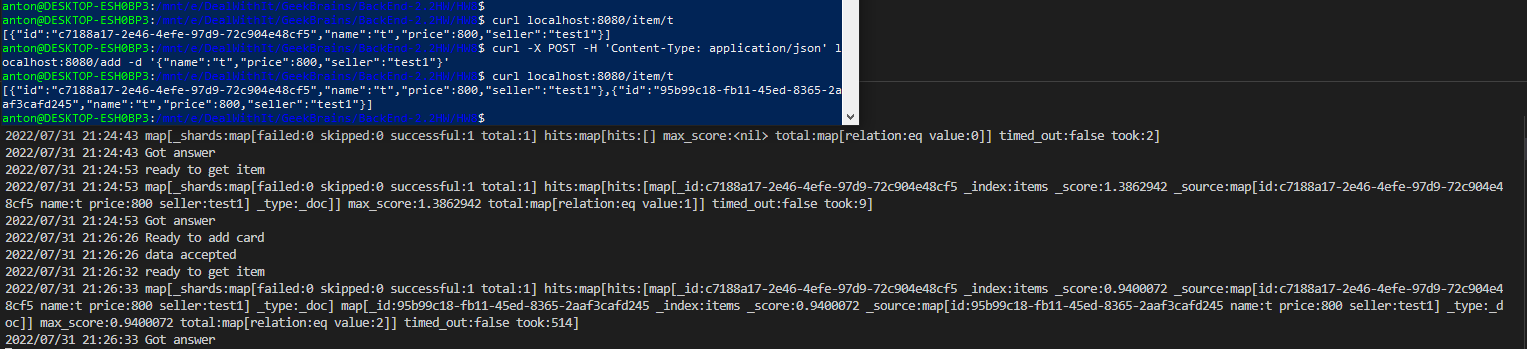 anton@DESKTOP-ESH0BP3: $
anton@DESKTOP-ESH0BP3: $ curl localhost:8080/item/t
[{"id":"c7188a17-2e46-4efe-97d9-72c904e48cf5","name":"t","price":800,"seller":"test1"}]
anton@DESKTOP-ESH0BP3: $ curl -X POST -H 'Content-Type: application/json' l
ocalhost:8080/add -d '{"name":"t","price":800,"seller":"test1"}'
anton@DESKTOP-ESH0BP3: $ curl localhost:8080/item/t
[{"id":"c7188a17-2e46-4efe-97d9-72c904e48cf5","name":"t","price":800,"seller":"test1"},{"id":"95b99c18-fb11-45ed-8365-2a
af3cafd245","name":"t","price":800,"seller":"test1"}]
anton@DESKTOP-ESH0BP3: $
2022/07/31 21:24:43 map[_shards:map[failed:0 skipped:0 successful:1 total:1] hits:map[hits:[] max_score:<nil> total:map[relation:eq value:0]] timed_out:false took:2]
2022/07/31 21:24:43 Got answer
2022/07/31 21:24:53 ready to get item
2022/07/31 21:24:53 map[_shards:map[failed:0 skipped:0 successful:1 total:1] hits:map[hits:[map[_id:c7188a17-2e46-4efe-97d9-72c904e48cf5 _index:items _score:1.3862942 _source:map[id:c7188a17-2e46-4efe-97d9-72c904e4
8cf5 name:t price:800 seller:test1] _type:_doc]] max_score:1.3862942 total:map[relation:eq value:1]] timed_out:false took:9]
2022/07/31 21:24:53 Got answer
2022/07/31 21:26:26 Ready to add card
2022/07/31 21:26:26 data accepted
2022/07/31 21:26:32 ready to get item
2022/07/31 21:26:33 map[_shards:map[failed:0 skipped:0 successful:1 total:1] hits:map[hits:[map[_id:c7188a17-2e46-4efe-97d9-72c904e48cf5 _index:items _score:0.9400072 _source:map[id:c7188a17-2e46-4efe-97d9-72c904e4
8cf5 name:t price:800 seller:test1] _type:_doc] map[_id:95b99c18-fb11-45ed-8365-2aaf3cafd245 _index:items _score:0.9400072 _source:map[id:95b99c18-fb11-45ed-8365-2aaf3cafd245 name:t price:800 seller:test1] _type:_d
oc]] max_score:0.9400072 total:map[relation:eq value:2]] timed_out:false took:514]
2022/07/31 21:26:33 Got answer